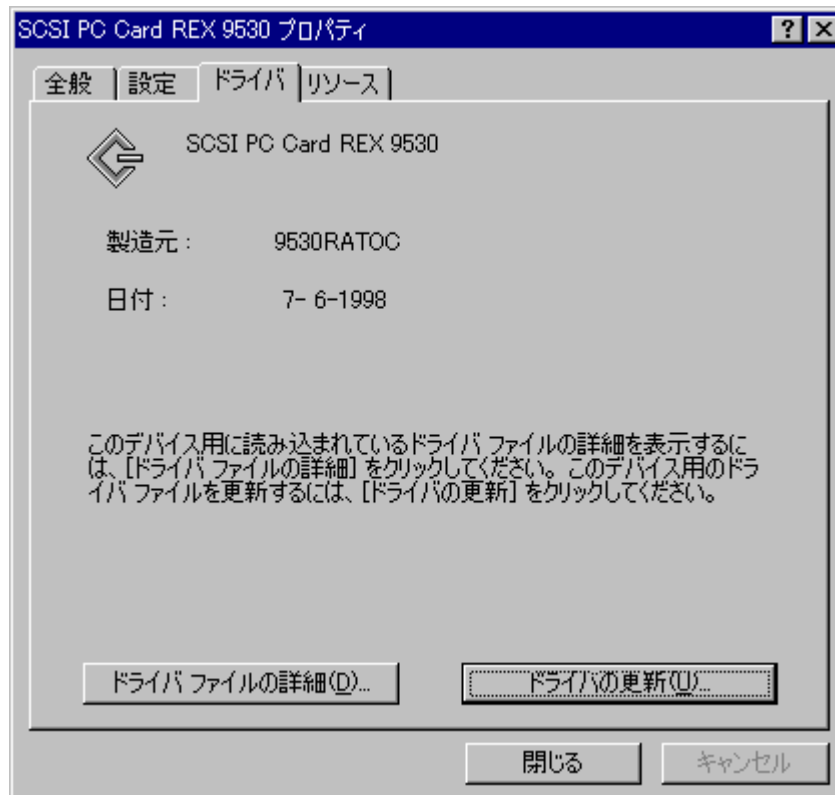 SCSI PC Card REX 9530 プロパティ
全般
設定
ドライバ
リソース
SCSI PC Card REX 9530
製造元 :
9530RATOC
日付 :
7- 6-1998
このデバイス用に読み込まれているドライバ ファイルの詳細を表示するに
は、[ドライバ ファイルの詳細] をクリックしてください。このデバイス用のドラ
イバ ファイルを更新するには、[ドライバの更新] をクリックしてください。
ドライバ ファイルの詳細(D)...
ドライバの更新(U)...
閉じる
キャンセル